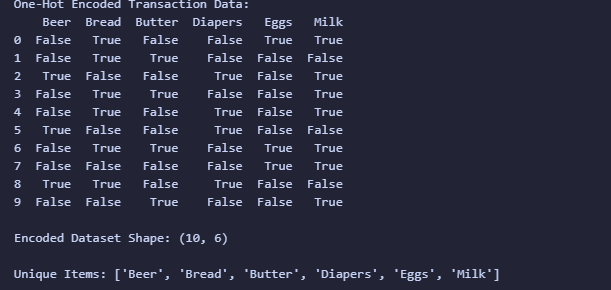 One-Hot Encoded Transaction Data:
    Beer  Bread  Butter  Diapers   Eggs   Milk
0  False   True   False    False   True   True
1  False   True    True    False  False  False
2   True  False   False     True  False   True
3  False   True    True    False  False   True
4  False   True   False     True  False   True
5   True  False   False     True  False  False
6  False   True    True    False   True   True
7  False  False   False    False   True   True
8   True   True   False     True  False  False
9  False  False    True    False  False   True
Encoded Dataset Shape: (10, 6)
Unique Items: ['Beer', 'Bread', 'Butter', 'Diapers', 'Eggs', 'Milk']